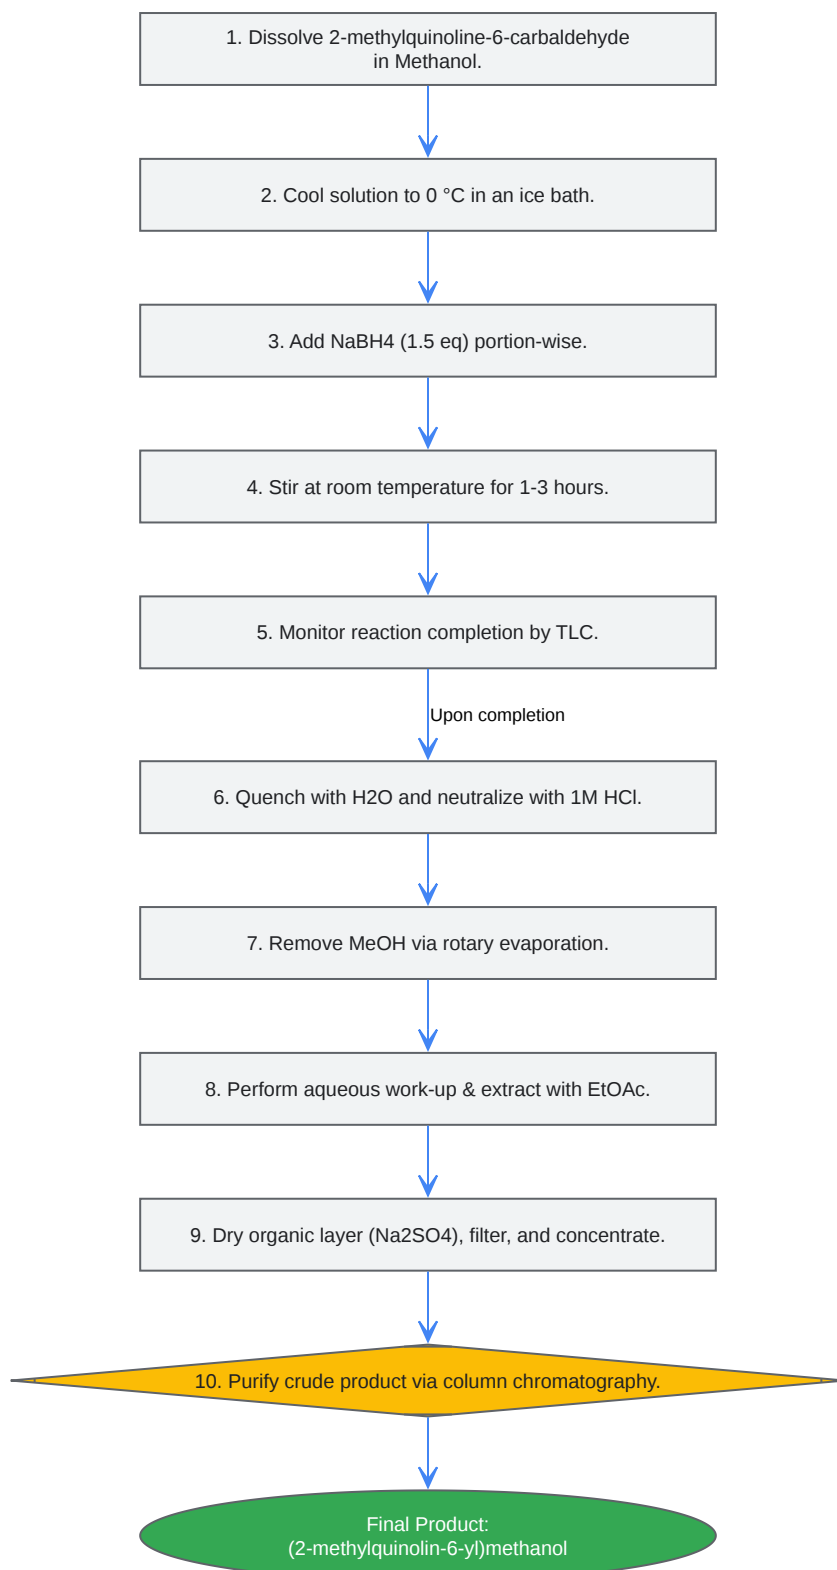 1. Dissolve 2-methylquinoline-6-carbaldehyde
in Methanol.
2. Cool solution to 0 °C in an ice bath.
3. Add NaBH4 (1.5 eq) portion-wise.
4. Stir at room temperature for 1-3 hours.
5. Monitor reaction completion by TLC.
Upon completion
6. Quench with H2O and neutralize with 1M HCl.
7. Remove MeOH via rotary evaporation.
8. Perform aqueous work-up & extract with EtOAc.
9. Dry organic layer (Na2SO4), filter, and concentrate.
10. Purify crude product via column chromatography.
Final Product:
(2-methylquinolin-6-yl)methanol